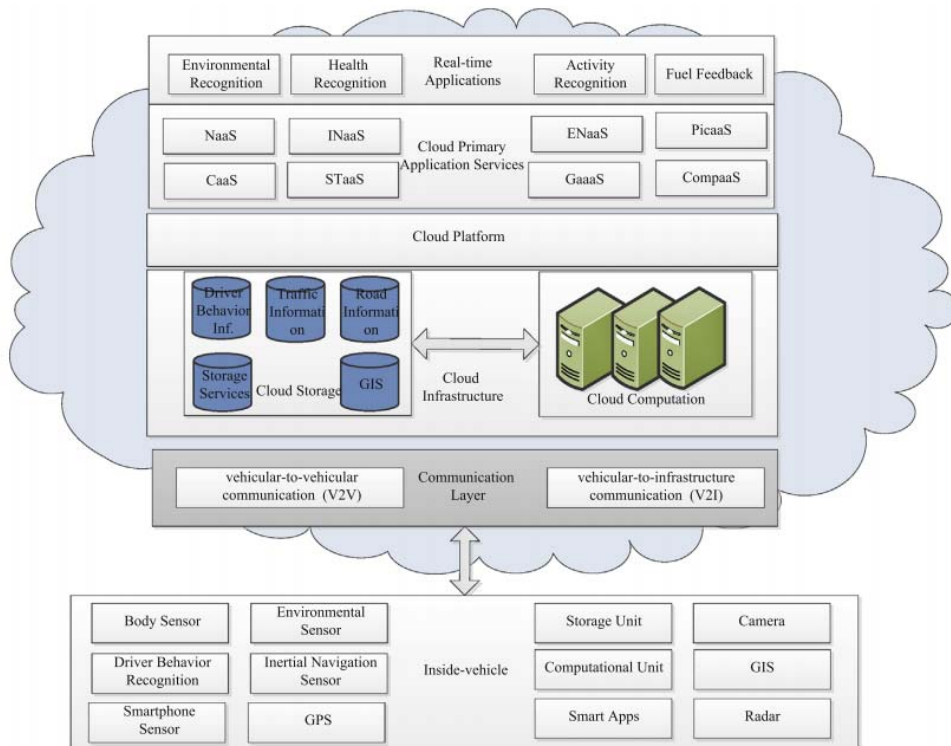 Environmental
Recognition
Health
Recognition
Real-time
Applications
Activity
Recognition
Fuel Feedback
NaaS
INaaS
Cloud Primary
Application Services
ENaaS
PicaaS
CaaS
STaaS
GaaaS
CompaaS
Cloud Platform
Driver
Behavior
Inf.
Traffic
Informati
on
Road
Informati
on
Storage
Services
Cloud Storage
GIS
Cloud
Infrastructure
Cloud Computation
vehicular-to-vehicular
communication (V2V)
Communication
Layer
vehicular-to-infrastructure
communication (V2I)
Body Sensor
Environmental
Sensor
Storage Unit
Camera
Driver Behavior
Recognition
Inertial Navigation
Sensor
Inside-vehicle
Computational Unit
GIS
Smartphone
Sensor
GPS
Smart Apps
Radar